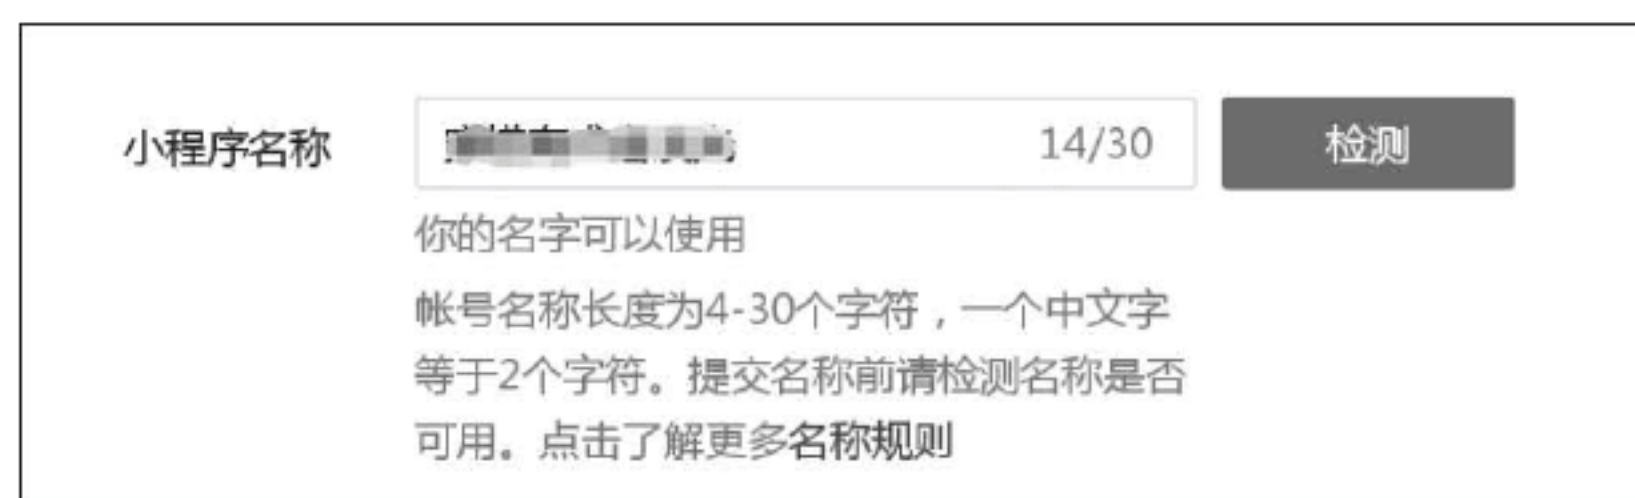 小程序名称
14/30
检测
你的名字可以使用
帐号名称长度为4-30个字符，一个中文字
等于2个字符。提交名称前请检测名称是否
可用。点击了解更多名称规则